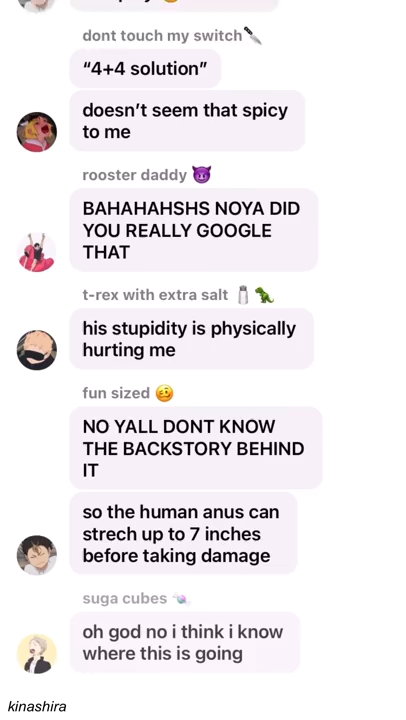 dont touch my switch🔪
“4+4 solution”
doesn’t seem that spicy
to me
rooster daddy 😈
BAHAHAHSHS NOYA DID
YOU REALLY GOOGLE
THAT
t-rex with extra salt 🧂🦖
his stupidity is physically
hurting me
fun sized 🥴
NO YALL DONT KNOW
THE BACKSTORY BEHIND
IT
so the human anus can
strech up to 7 inches
before taking damage
suga cubes 🍬
oh god no i think i know
where this is going
kinashira